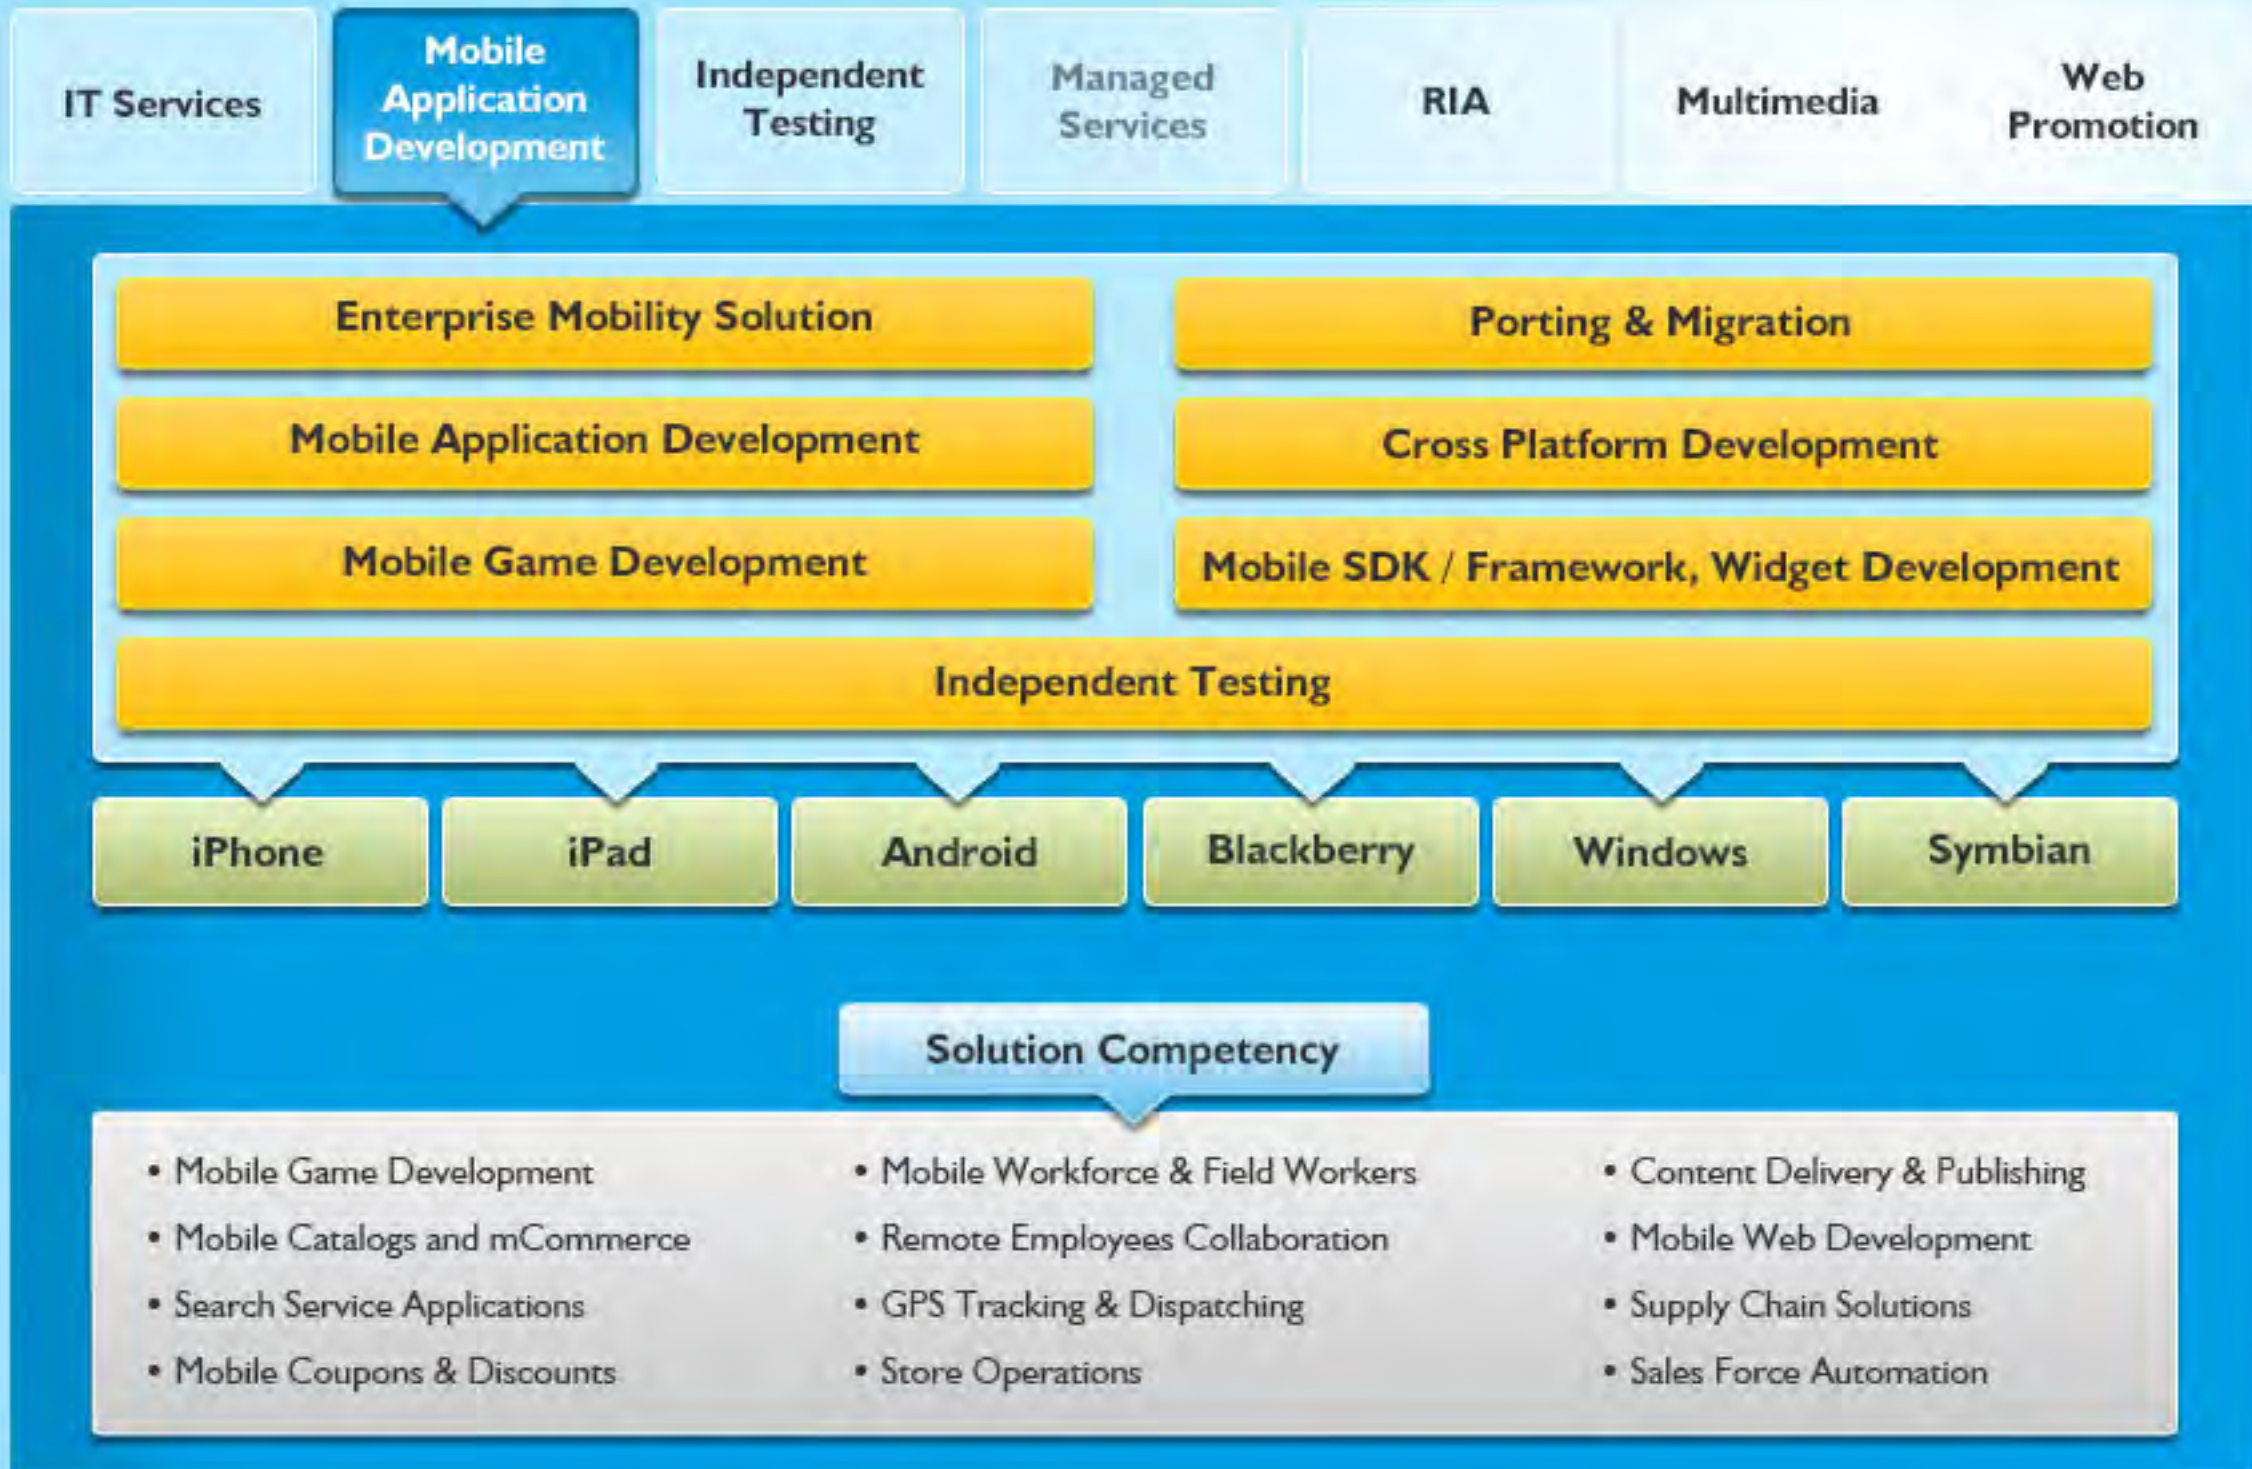 IT Services
Mobile
Application
Development
Independent
Testing
Managed
Services
RIA
Multimedia
Web
Promotion
Enterprise Mobility Solution
Porting & Migration
Mobile Application Development
Cross Platform Development
Mobile Game Development
Mobile SDK / Framework, Widget Development
Independent Testing
iPhone
iPad
Android
Blackberry
Windows
Symbian
Solution Competency
• Mobile Game Development
• Mobile Catalogs and mCommerce
• Search Service Applications
• Mobile Coupons & Discounts
• Mobile Workforce & Field Workers
• Remote Employees Collaboration
• GPS Tracking & Dispatching
• Store Operations
• Content Delivery & Publishing
• Mobile Web Development
• Supply Chain Solutions
• Sales Force Automation